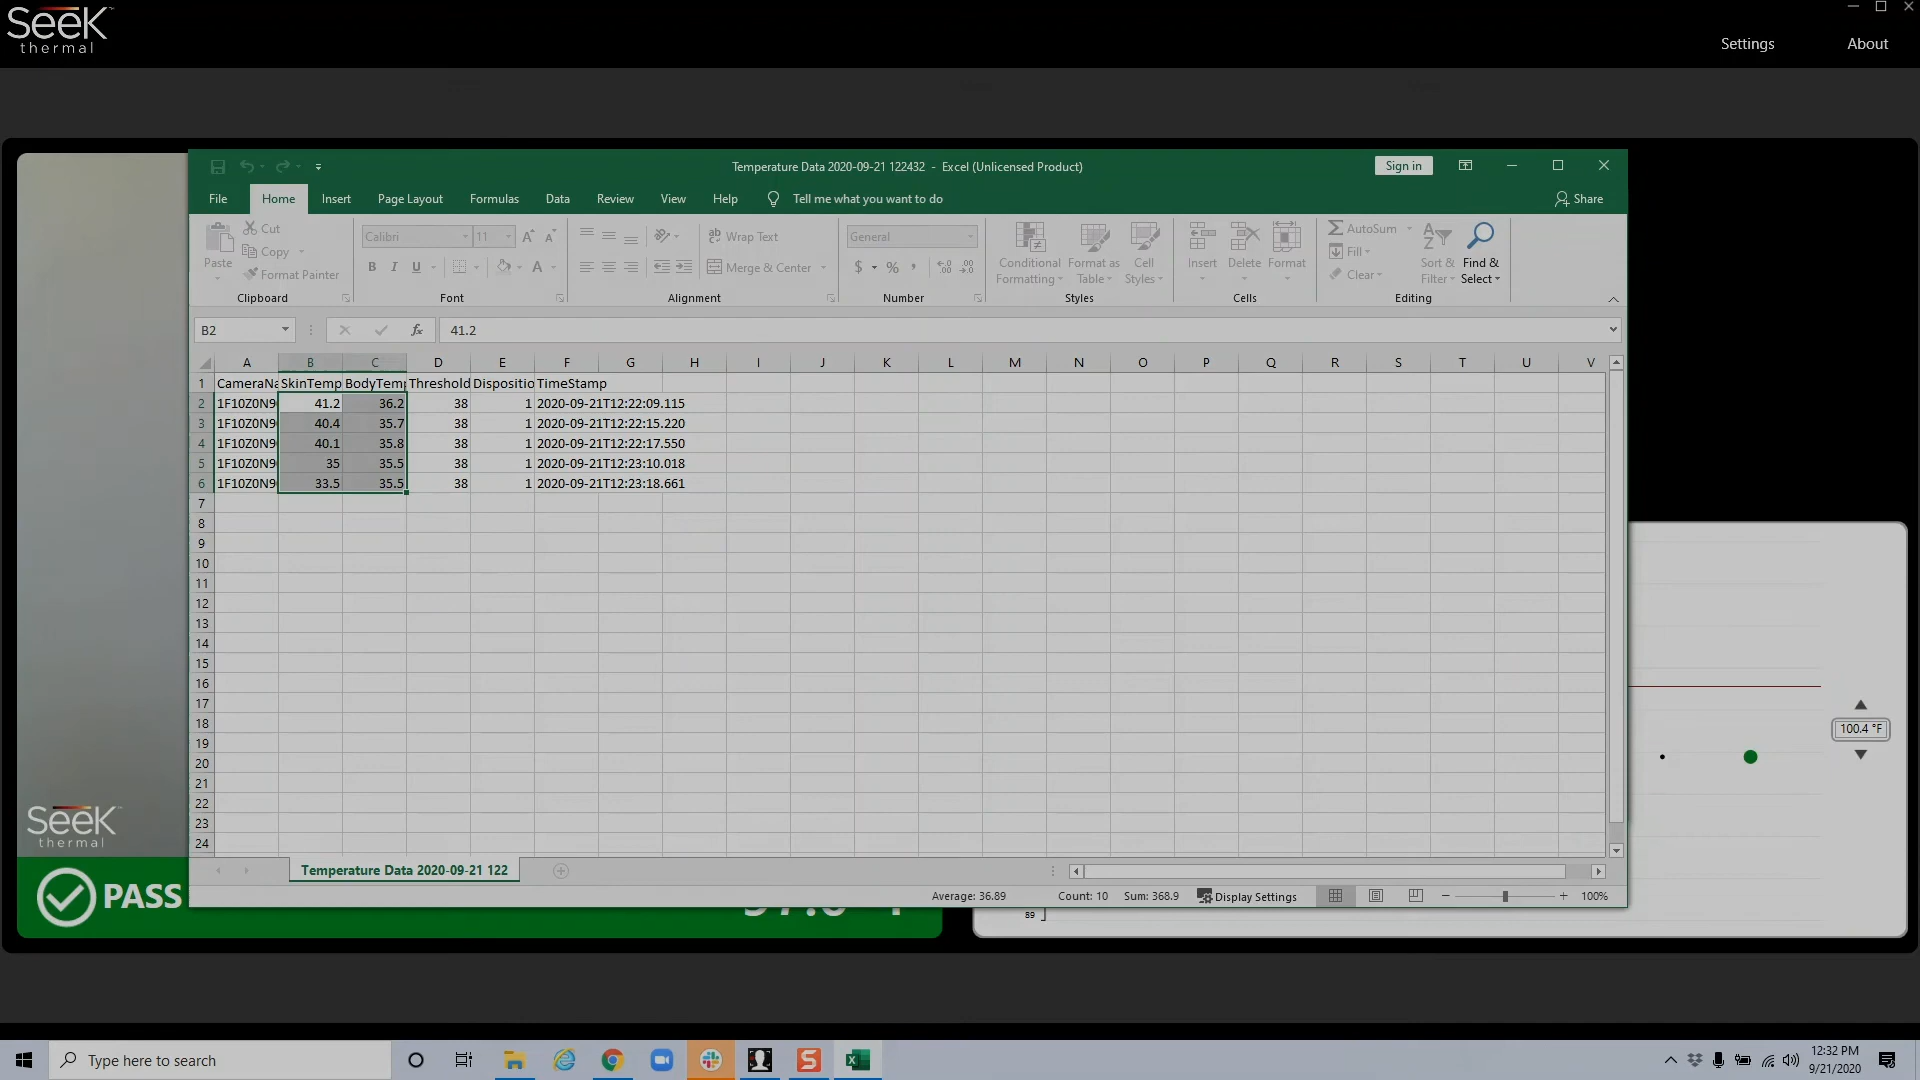 Seek
thermal
Settings About
Temperature Data 2020-09-21 122432 - Excel (Unlicensed Product)
Sign in
File Home Insert Page Layout Formulas Data Review View Help Tell me what you want to do Share
Paste
Cut
Copy
Format Painter
Calibri 11
B I U A
Wrap Text
Merge & Center
General
$ % ,
Conditional Formatting
Format as Table
Cell Styles
Insert Delete Format
AutoSum
Fill
Clear
Sort & Filter
Find & Select
Clipboard Font Alignment Number Styles Cells Editing
B2 fx 41.2
A B C D E F G H I J K L M N O P Q R S T U V
1 CameraNa SkinTemp BodyTemp Threshold Dispositio TimeStamp
2 1F10Z0N9 41.2 36.2 38 1 2020-09-21T12:22:09.115
3 1F10Z0N9 40.4 35.7 38 1 2020-09-21T12:22:15.220
4 1F10Z0N9 40.1 35.8 38 1 2020-09-21T12:22:17.550
5 1F10Z0N9 35 35.5 38 1 2020-09-21T12:23:10.018
6 1F10Z0N9 33.5 35.5 38 1 2020-09-21T12:23:18.661
7
8
9
10
11
12
13
14
15
16
17
18
19
20
21
22
23
24
100.4 °F
Seek
thermal
PASS
Temperature Data 2020-09-21 122
Average: 36.89 Count: 10 Sum: 368.9 Display Settings 100%
89
Type here to search
12:32 PM
9/21/2020